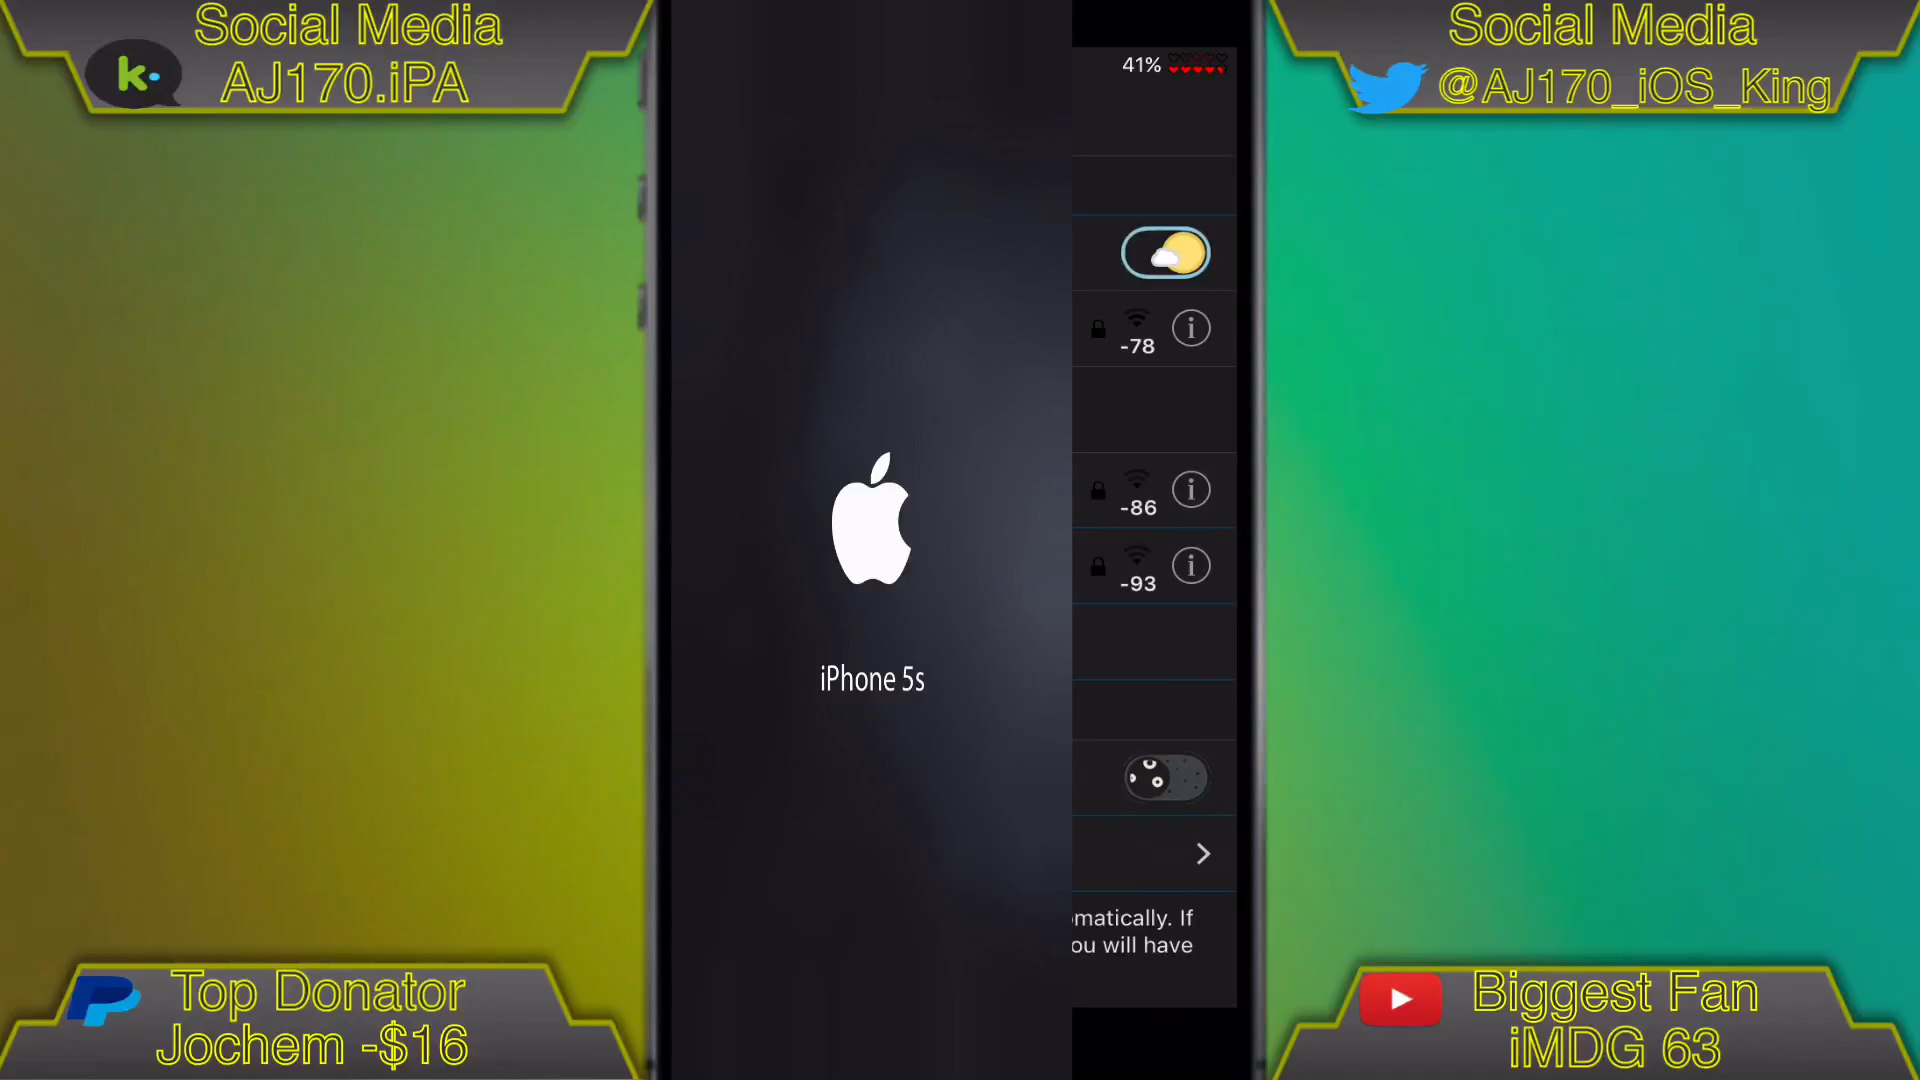 Social Media
AJ170.iPA
k.
Social Media
@AJ170_iOS_King
41%
-78
i
-86
i
-93
i
iPhone 5s
omatically. If
ou will have
Top Donator
Jochem -$16
Biggest Fan
iMDG 63